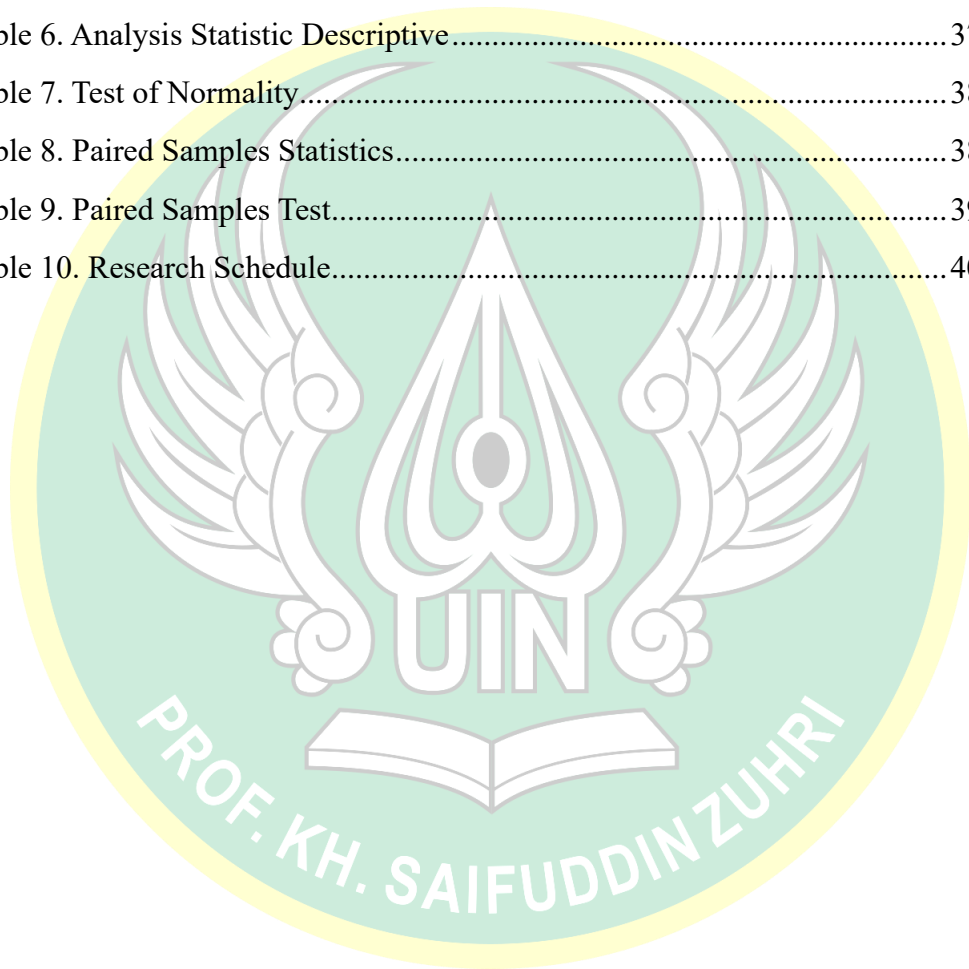 ble 6. Analysis Statistic Descriptive........................................................................ 3
ble 7. Test of Normality........................................................................................ 38
ble 8. Paired Samples Statistics............................................................................ 38
ble 9. Paired Samples Test.................................................................................... 39
ble 10. Research Schedule.................................................................................... 40
UIN
PROF. KH. SAIFUDDIN ZUHRI